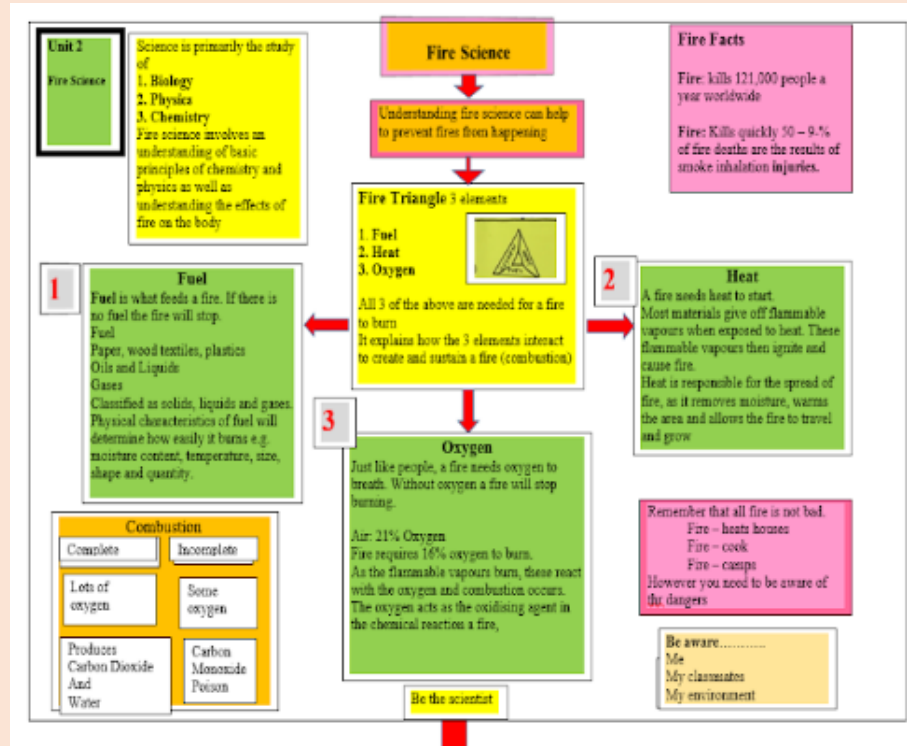 Unit 2
Fire Science
Science is primarily the study
of
1. Biology
2. Physica
3. Chemistry
Fire science involves an
understanding of basic
principles of chemistry and
physics as well as
understanding the effects of
fire on the body
Fire Science
Understanding fire science can help
to prevent fires from happening
Fire Facts
Fire: kills 121,000 people a
year worldwide
Fire: Kills quickly 50 – 9-%
of fire deaths are the results of
smoke inhalation injuries.
Fire Triangle 3 elements
1. Fuel
2. Heat
3. Oxygen
All 3 of the above are needed for a fire
to burn
It explains how the 3 elements interact
to create and sustain a fire (combustion)
1
Fuel
Fuel is what feeds a fire. If there is
no fuel the fire will stop.
Fuel
Paper, wood textiles, plastics
Oils and Liquids
Gases
Classified as solids, liquids and gases.
Physical characteristics of fuel will
determine how easily it burns e.g.
moisture content, temperature, size,
shape and quantity.
2
Heat
A fire needs heat to start.
Most materials give off flammable
vapours when exposed to heat. These
flammable vapours then ignite and
cause fire.
Heat is responsible for the spread of
fire, as it removes moisture, warms
the area and allows the fire to travel
and grow
3
Oxygen
Just like people, a fire needs oxygen to
breath. Without oxygen a fire will stop
burning.
Air: 21% Oxygen
Fire requires 16% oxygen to burn.
As the flammable vapours burn, these react
with the oxygen and combustion occurs.
The oxygen acts as the oxidising agent in
the chemical reaction a fire,
Combustion
Complete
Incomplete
Lots of
oxygen
Some
oxygen
Produces
Carbon Dioxide
And
Water
Carbon
Monoxide
Poison
Remember that all fire is not bad.
Fire – heats houses
Fire – cook
Fire – camps
However you need to be aware of
thr dangers
Be aware.............
Me
My classmates
My environment
Be the scientist